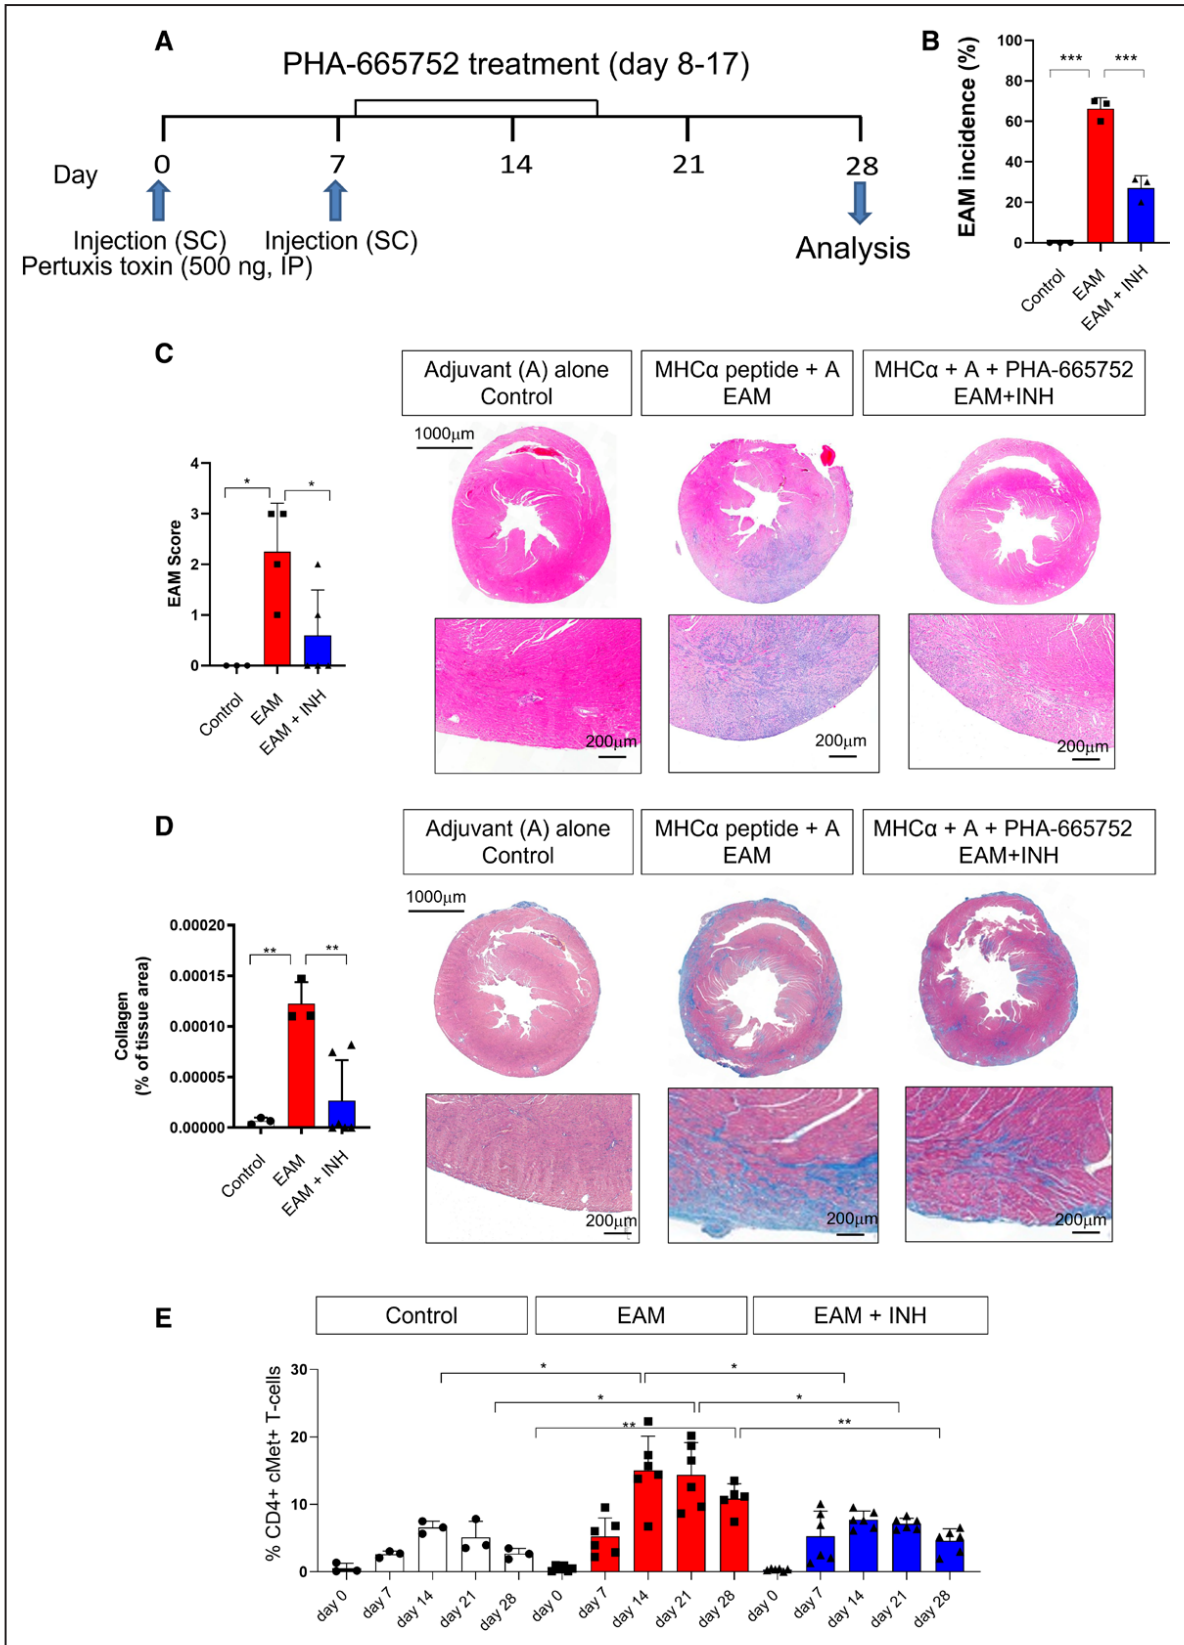 A
PHA-665752 treatment (day 8-17)
Day
0
7
14
21
28
Injection (SC)
Pertuxis toxin (500 ng, IP)
Injection (SC)
Analysis
B
EAM incidence (%)
100
80
60
40
20
0
***
***
Control
EAM
EAM + INH
C
EAM Score
4
3
2
1
0
*
*
Control
EAM
EAM + INH
Adjuvant (A) alone
Control
MHCα peptide + A
EAM
MHCα + A + PHA-665752
EAM+INH
1000μm
200μm
200μm
200μm
D
Collagen
(% of tissue area)
0.00020
0.00015
0.00010
0.00005
0.00000
**
**
Control
EAM
EAM + INH
Adjuvant (A) alone
Control
MHCα peptide + A
EAM
MHCα + A + PHA-665752
EAM+INH
1000μm
200μm
200μm
200μm
E
Control
EAM
EAM + INH
% CD4+ cMet+ T-cells
30
20
10
0
*
*
*
*
**
**
day 0
day 7
day 14
day 21
day 28
day 0
day 7
day 14
day 21
day 28
day 0
day 7
day 14
day 21
day 28